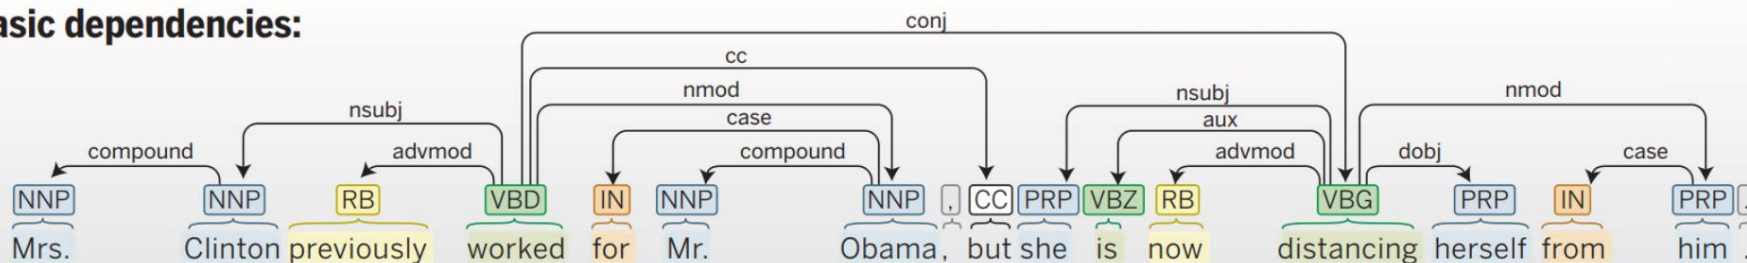 asic dependencies:
conj
cc
nmod
nsubj
nmod
nsubj
case
aux
compound
advmod
compound
advmod
dobj
case
NNP NNP RB VBD IN NNP NNP , CC PRP VBZ RB VBG PRP IN PRP .
Mrs. Clinton previously worked for Mr. Obama, but she is now distancing herself from him .